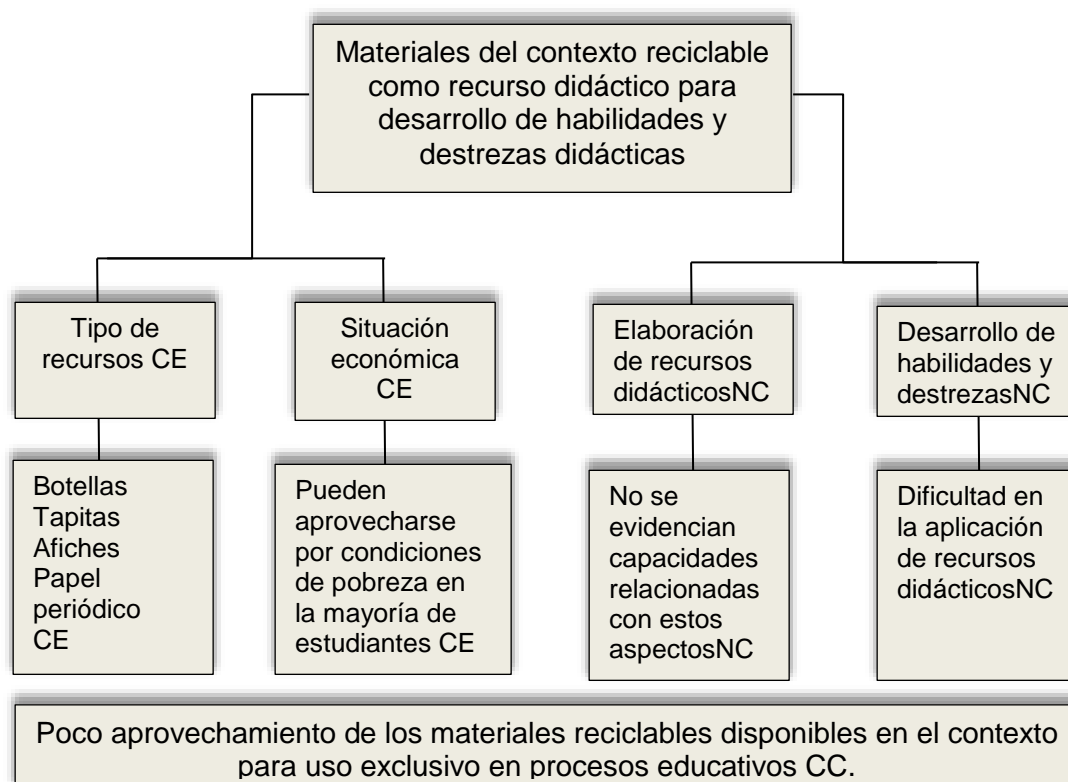 Materiales del contexto reciclable
como recurso didáctico para
desarrollo de habilidades y
destrezas didácticas
Tipo de
recursos CE
Situación
económica
CE
Elaboración
de recursos
didácticosNC
Desarrollo de
habilidades y
destrezasNC
Botellas
Tapitas
Afiches
Papel
periódico
CE
Pueden
aprovecharse
por condiciones
de pobreza en
la mayoría de
estudiantes CE
No se
evidencian
capacidades
relacionadas
con estos
aspectosNC
Dificultad en
la aplicación
de recursos
didácticosNC
Poco aprovechamiento de los materiales reciclables disponibles en el contexto
para uso exclusivo en procesos educativos CC.